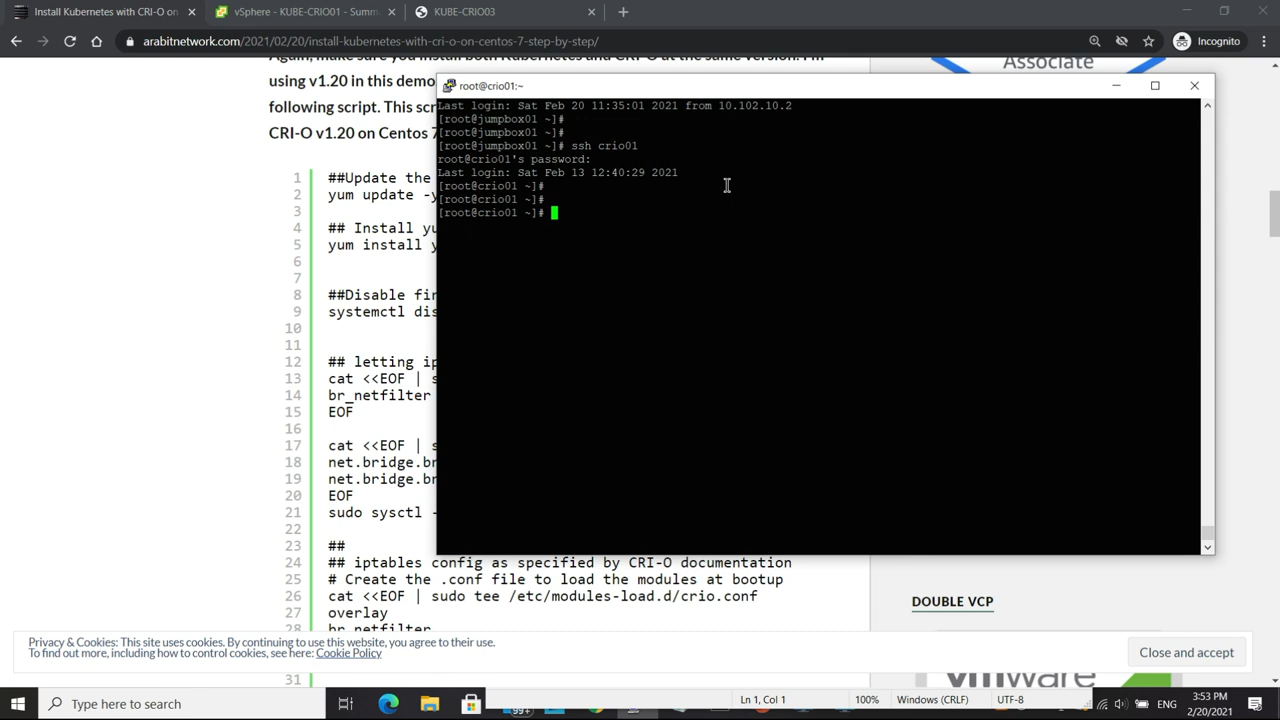 Install Kubernetes with CRI-O on
vSphere - KUBE-CRIO01 - Summ
KUBE-CRIO03
arabitnetwork.com/2021/02/20/install-kubernetes-with-cri-o-on-centos-7-step-by-step/
Incognito
Again, make sure you install both Kubernetes and CRI-O at the same version. I'm
using v1.20 in this demo
following script. This scr
CRI-O v1.20 on Centos 7
Associate
root@crio01:~
Last login: Sat Feb 20 11:35:01 2021 from 10.102.10.2
[root@jumpbox01 ~]#
[root@jumpbox01 ~]#
[root@jumpbox01 ~]# ssh crio01
root@crio01's password:
Last login: Sat Feb 13 12:40:29 2021
[root@crio01 ~]#
[root@crio01 ~]#
[root@crio01 ~]#
1 ##Update the
2 yum update -y
3
4 ## Install yu
5 yum install y
6
7
8 ##Disable fir
9 systemctl dis
10
11
12 ## letting ip
13 cat <<EOF | s
14 br_netfilter
15 EOF
16
17 cat <<EOF | s
18 net.bridge.br
19 net.bridge.br
20 EOF
21 sudo sysctl -
22
23 ##
24 ## iptables config as specified by CRI-O documentation
25 # Create the .conf file to load the modules at bootup
26 cat <<EOF | sudo tee /etc/modules-load.d/crio.conf
27 overlay
28 br_netfilter
31
DOUBLE VCP
vmware
Privacy & Cookies: This site uses cookies. By continuing to use this website, you agree to their use.
To find out more, including how to control cookies, see here: Cookie Policy
Close and accept
Ln 1, Col 1
100%
Windows (CRLF)
UTF-8
Type here to search
99+
ENG
3:53 PM
2/20/2021